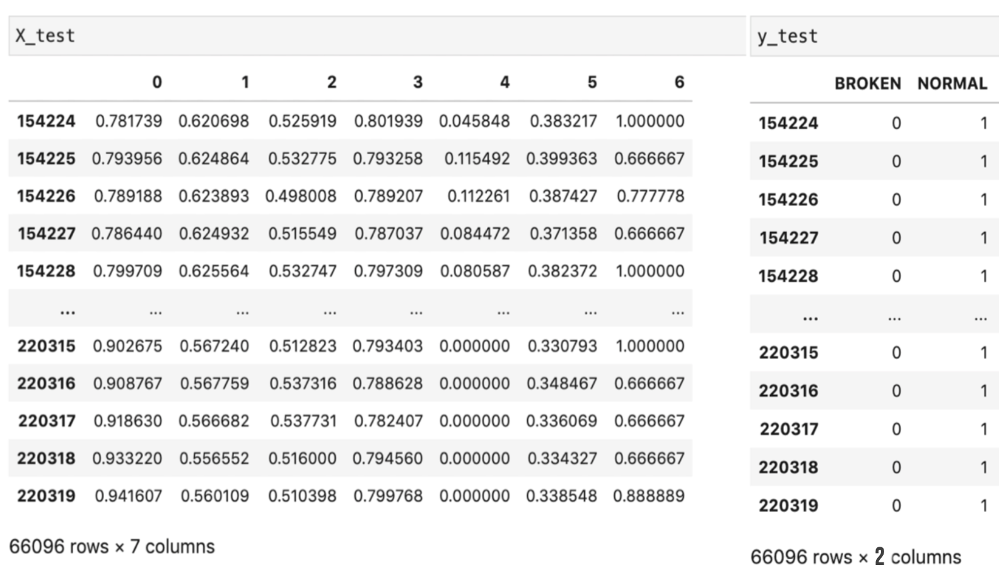 X_test
0 1 2 3 4 5 6
154224 0.781739 0.620698 0.525919 0.801939 0.045848 0.383217 1.000000
154225 0.793956 0.624864 0.532775 0.793258 0.115492 0.399363 0.666667
154226 0.789188 0.623893 0.498008 0.789207 0.112261 0.387427 0.777778
154227 0.786440 0.624932 0.515549 0.787037 0.084472 0.371358 0.666667
154228 0.799709 0.625564 0.532747 0.797309 0.080587 0.382372 1.000000
... ... ... ... ... ... ... ...
220315 0.902675 0.567240 0.512823 0.793403 0.000000 0.330793 1.000000
220316 0.908767 0.567759 0.537316 0.788628 0.000000 0.348467 0.666667
220317 0.918630 0.566682 0.537731 0.782407 0.000000 0.336069 0.666667
220318 0.933220 0.556552 0.516000 0.794560 0.000000 0.334327 0.666667
220319 0.941607 0.560109 0.510398 0.799768 0.000000 0.338548 0.888889
66096 rows × 7 columns
y_test
BROKEN NORMAL
154224 0 1
154225 0 1
154226 0 1
154227 0 1
154228 0 1
... ... ...
220315 0 1
220316 0 1
220317 0 1
220318 0 1
220319 0 1
66096 rows × 2 columns